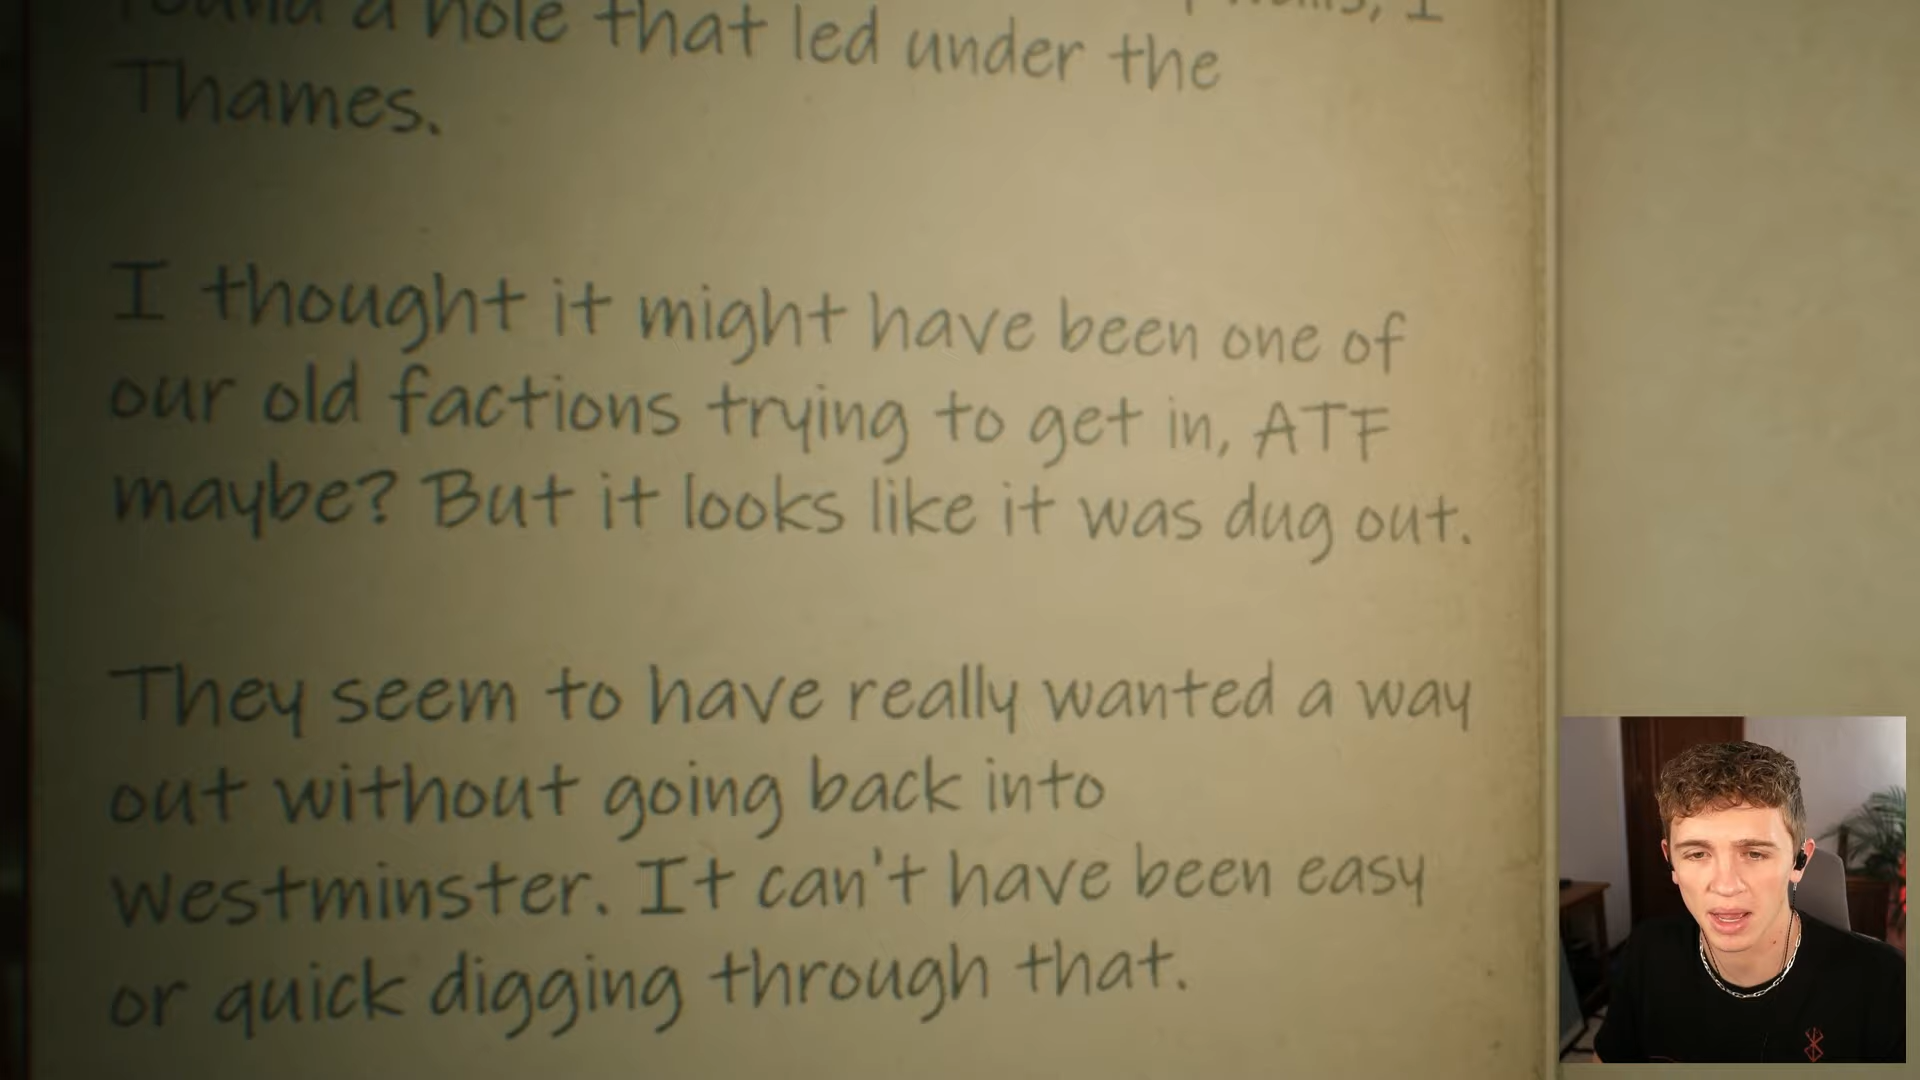 found a hole that led under the
Thames.
I thought it might have been one of
our old factions trying to get in, ATF
maybe? But it looks like it was dug out.
They seem to have really wanted a way
out without going back into
Westminster. It can't have been easy
or quick digging through that.